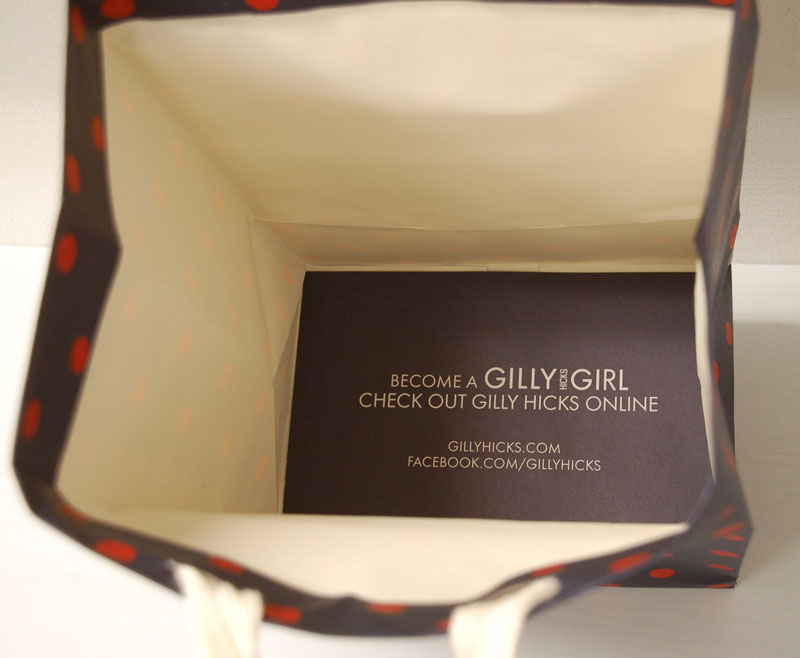 BECOME A GILLY HICKS GIRL
CHECK OUT GILLY HICKS ONLINE
GILLYHICKS.COM
FACEBOOK.COM/GILLYHICKS